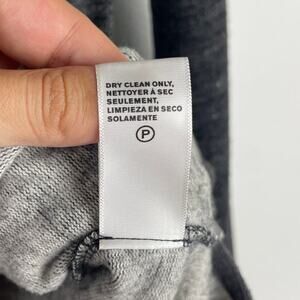 DRY CLEAN ONLY,
NETTOYER À SEC
SEULEMENT,
LIMPIEZA EN SECO
SOLAMENTE
P